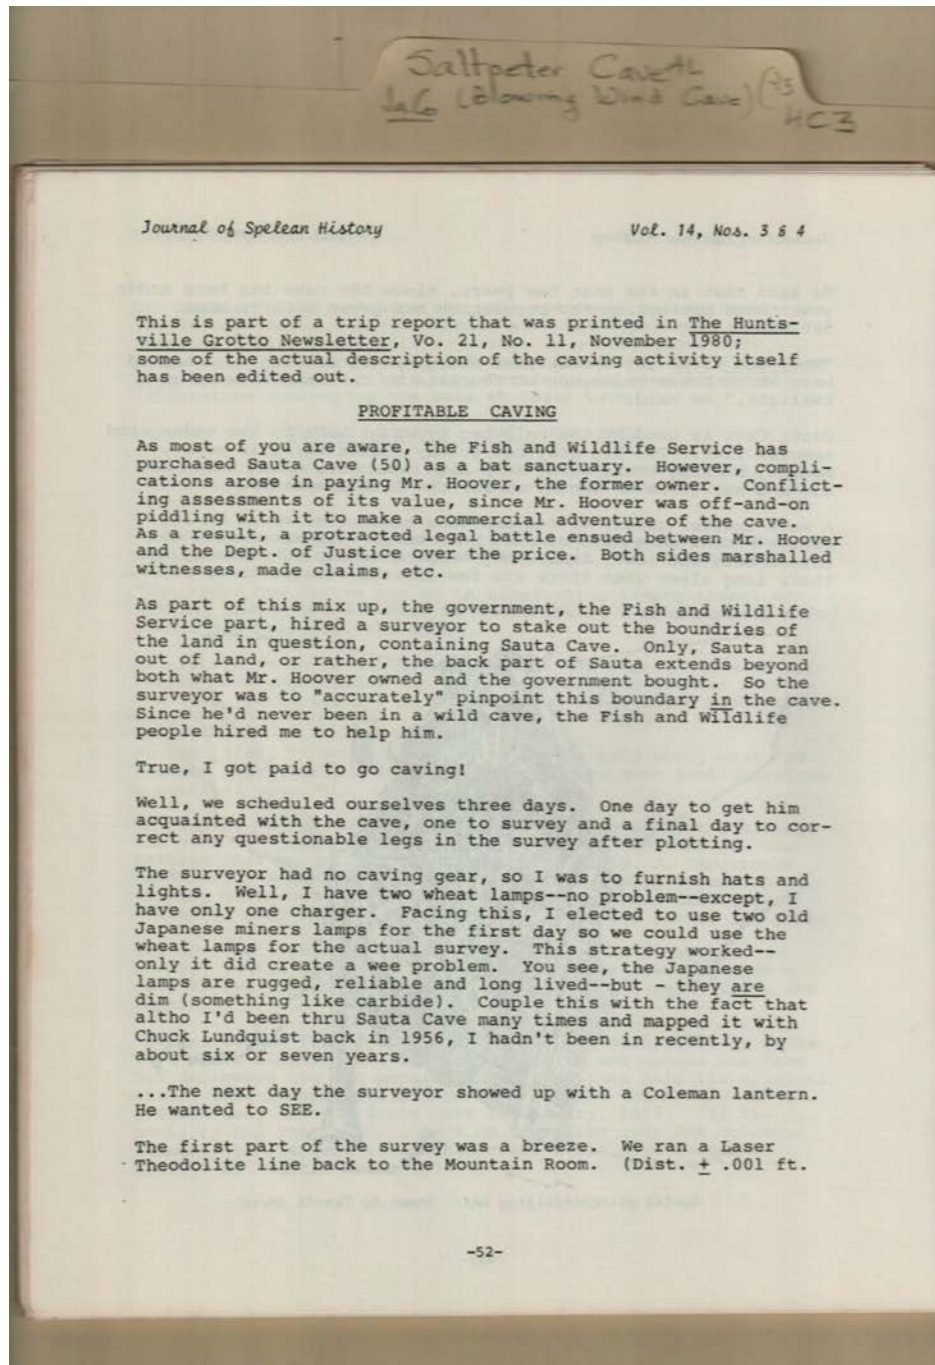 Saltpeter Cave AL
JaCo (Blowing Wind Cave)
HC3
Journal of Spelean History Vol. 14, Nos. 3 & 4
This is part of a trip report that was printed in The Hunts-
ville Grotto Newsletter, Vo. 21, No. 11, November 1980;
some of the actual description of the caving activity itself
has been edited out.
PROFITABLE CAVING
As most of you are aware, the Fish and Wildlife Service has
purchased Sauta Cave (50) as a bat sanctuary. However, compli-
cations arose in paying Mr. Hoover, the former owner. Conflict-
ing assessments of its value, since Mr. Hoover was off-and-on
piddling with it to make a commercial adventure of the cave.
As a result, a protracted legal battle ensued between Mr. Hoover
and the Dept. of Justice over the price. Both sides marshalled
witnesses, made claims, etc.
As part of this mix up, the government, the Fish and Wildlife
Service part, hired a surveyor to stake out the boundries of
the land in question, containing Sauta Cave. Only, Sauta ran
out of land, or rather, the back part of Sauta extends beyond
both what Mr. Hoover owned and the government bought. So the
surveyor was to "accurately" pinpoint this boundary in the cave.
Since he'd never been in a wild cave, the Fish and Wildlife
people hired me to help him.
True, I got paid to go caving!
Well, we scheduled ourselves three days. One day to get him
acquainted with the cave, one to survey and a final day to cor-
rect any questionable legs in the survey after plotting.
The surveyor had no caving gear, so I was to furnish hats and
lights. Well, I have two wheat lamps--no problem--except, I
have only one charger. Facing this, I elected to use two old
Japanese miners lamps for the first day so we could use the
wheat lamps for the actual survey. This strategy worked--
only it did create a wee problem. You see, the Japanese
lamps are rugged, reliable and long lived--but - they are
dim (something like carbide). Couple this with the fact that
altho I'd been thru Sauta Cave many times and mapped it with
Chuck Lundquist back in 1956, I hadn't been in recently, by
about six or seven years.
...The next day the surveyor showed up with a Coleman lantern.
He wanted to SEE.
The first part of the survey was a breeze. We ran a Laser
Theodolite line back to the Mountain Room. (Dist. ± .001 ft.
-52-